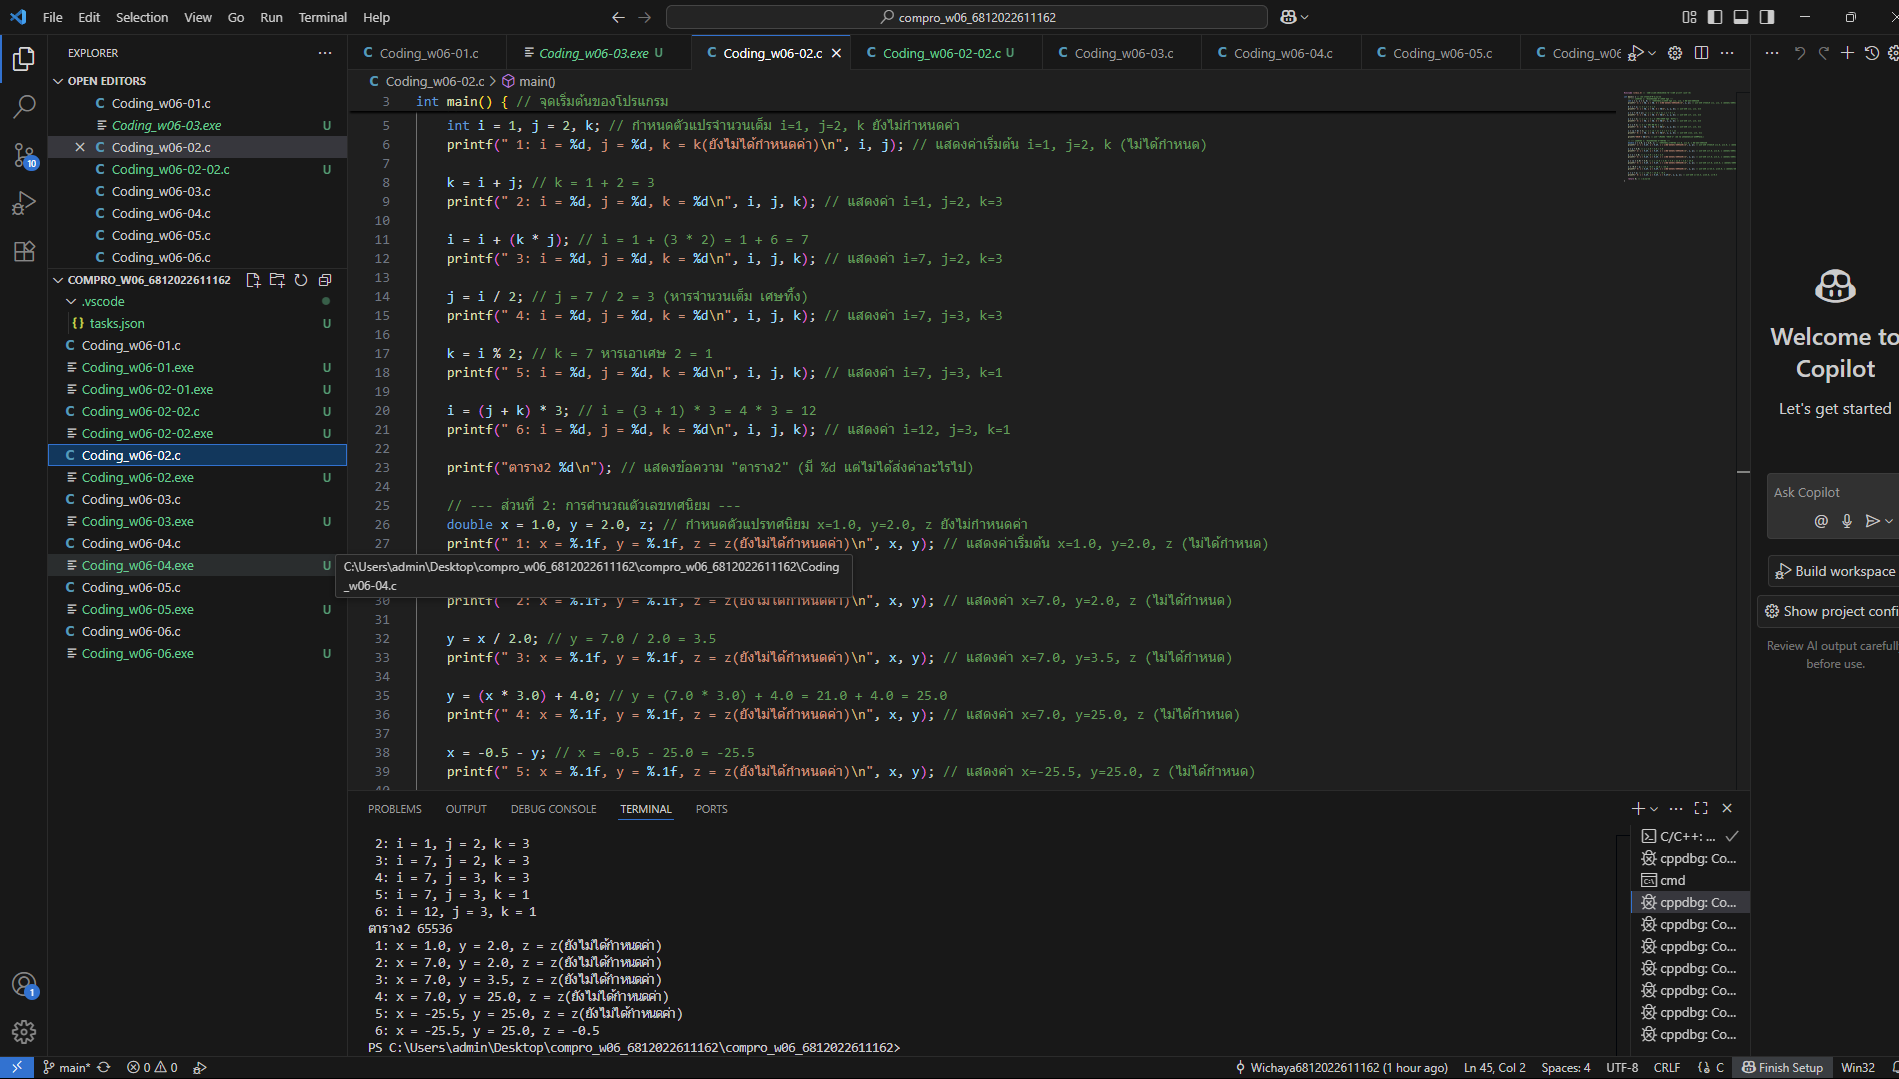 File Edit Selection View Go Run Terminal Help
compro_w06_6812022611162
EXPLORER
OPEN EDITORS
Coding_w06-01.c
Coding_w06-03.exe U
Coding_w06-02.c
Coding_w06-02-02.c U
Coding_w06-03.c
Coding_w06-04.c
Coding_w06-05.c
Coding_w06-06.c
COMPRO_W06_6812022611162
.vscode
{} tasks.json U
Coding_w06-01.c
Coding_w06-01.exe U
Coding_w06-02-01.exe U
Coding_w06-02-02.c U
Coding_w06-02-02.exe U
Coding_w06-02.c
Coding_w06-02.exe U
Coding_w06-03.c
Coding_w06-03.exe U
Coding_w06-04.c
Coding_w06-04.exe U
Coding_w06-05.c
Coding_w06-05.exe U
Coding_w06-06.c
Coding_w06-06.exe U
10
1
C Coding_w06-01.c Coding_w06-03.exe U C Coding_w06-02.c C Coding_w06-02-02.c U C Coding_w06-03.c C Coding_w06-04.c C Coding_w06-05.c C Coding_w06
C Coding_w06-02.c > main()
3 int main() { // จุดเริ่มต้นของโปรแกรม
5 int i = 1, j = 2, k; // กำหนดตัวแปรจำนวนเต็ม i=1, j=2, k ยังไม่กำหนดค่า
6 printf(" 1: i = %d, j = %d, k = k(ยังไม่ได้กำหนดค่า)\n", i, j); // แสดงค่าเริ่มต้น i=1, j=2, k (ไม่ได้กำหนด)
7
8 k = i + j; // k = 1 + 2 = 3
9 printf(" 2: i = %d, j = %d, k = %d\n", i, j, k); // แสดงค่า i=1, j=2, k=3
10
11 i = i + (k * j); // i = 1 + (3 * 2) = 1 + 6 = 7
12 printf(" 3: i = %d, j = %d, k = %d\n", i, j, k); // แสดงค่า i=7, j=2, k=3
13
14 j = i / 2; // j = 7 / 2 = 3 (หารจำนวนเต็ม เศษทิ้ง)
15 printf(" 4: i = %d, j = %d, k = %d\n", i, j, k); // แสดงค่า i=7, j=3, k=3
16
17 k = i % 2; // k = 7 หารเอาเศษ 2 = 1
18 printf(" 5: i = %d, j = %d, k = %d\n", i, j, k); // แสดงค่า i=7, j=3, k=1
19
20 i = (j + k) * 3; // i = (3 + 1) * 3 = 4 * 3 = 12
21 printf(" 6: i = %d, j = %d, k = %d\n", i, j, k); // แสดงค่า i=12, j=3, k=1
22
23 printf("ตาราง2 %d\n"); // แสดงข้อความ "ตาราง2" (มี %d แต่ไม่ได้ส่งค่าอะไรไป)
24
25 // --- ส่วนที่ 2: การคำนวณตัวเลขทศนิยม ---
26 double x = 1.0, y = 2.0, z; // กำหนดตัวแปรทศนิยม x=1.0, y=2.0, z ยังไม่กำหนดค่า
27 printf(" 1: x = %.1f, y = %.1f, z = z(ยังไม่ได้กำหนดค่า)\n", x, y); // แสดงค่าเริ่มต้น x=1.0, y=2.0, z (ไม่ได้กำหนด)
C:\Users\admin\Desktop\compro_w06_6812022611162\compro_w06_6812022611162\Coding
_w06-04.c
30 printf(" 2: x = %.1f, y = %.1f, z = z(ยังไม่ได้กำหนดค่า)\n", x, y); // แสดงค่า x=7.0, y=2.0, z (ไม่ได้กำหนด)
31
32 y = x / 2.0; // y = 7.0 / 2.0 = 3.5
33 printf(" 3: x = %.1f, y = %.1f, z = z(ยังไม่ได้กำหนดค่า)\n", x, y); // แสดงค่า x=7.0, y=3.5, z (ไม่ได้กำหนด)
34
35 y = (x * 3.0) + 4.0; // y = (7.0 * 3.0) + 4.0 = 21.0 + 4.0 = 25.0
36 printf(" 4: x = %.1f, y = %.1f, z = z(ยังไม่ได้กำหนดค่า)\n", x, y); // แสดงค่า x=7.0, y=25.0, z (ไม่ได้กำหนด)
37
38 x = -0.5 - y; // x = -0.5 - 25.0 = -25.5
39 printf(" 5: x = %.1f, y = %.1f, z = z(ยังไม่ได้กำหนดค่า)\n", x, y); // แสดงค่า x=-25.5, y=25.0, z (ไม่ได้กำหนด)
PROBLEMS OUTPUT DEBUG CONSOLE TERMINAL PORTS
2: i = 1, j = 2, k = 3
3: i = 7, j = 2, k = 3
4: i = 7, j = 3, k = 3
5: i = 7, j = 3, k = 1
6: i = 12, j = 3, k = 1
ตาราง2 65536
1: x = 1.0, y = 2.0, z = z(ยังไม่ได้กำหนดค่า)
2: x = 7.0, y = 2.0, z = z(ยังไม่ได้กำหนดค่า)
3: x = 7.0, y = 3.5, z = z(ยังไม่ได้กำหนดค่า)
4: x = 7.0, y = 25.0, z = z(ยังไม่ได้กำหนดค่า)
5: x = -25.5, y = 25.0, z = z(ยังไม่ได้กำหนดค่า)
6: x = -25.5, y = 25.0, z = -0.5
PS C:\Users\admin\Desktop\compro_w06_6812022611162\compro_w06_6812022611162>
C/C++: ...
cppdbg: Co...
cmd
cppdbg: Co...
cppdbg: Co...
cppdbg: Co...
cppdbg: Co...
cppdbg: Co...
cppdbg: Co...
cppdbg: Co...
Welcome to
Copilot
Let's get started
Ask Copilot
Build workspace
Show project confi
Review AI output carefull
before use.
main* 0 0 Wichaya6812022611162 (1 hour ago) Ln 45, Col 2 Spaces: 4 UTF-8 CRLF {} C Finish Setup Win32